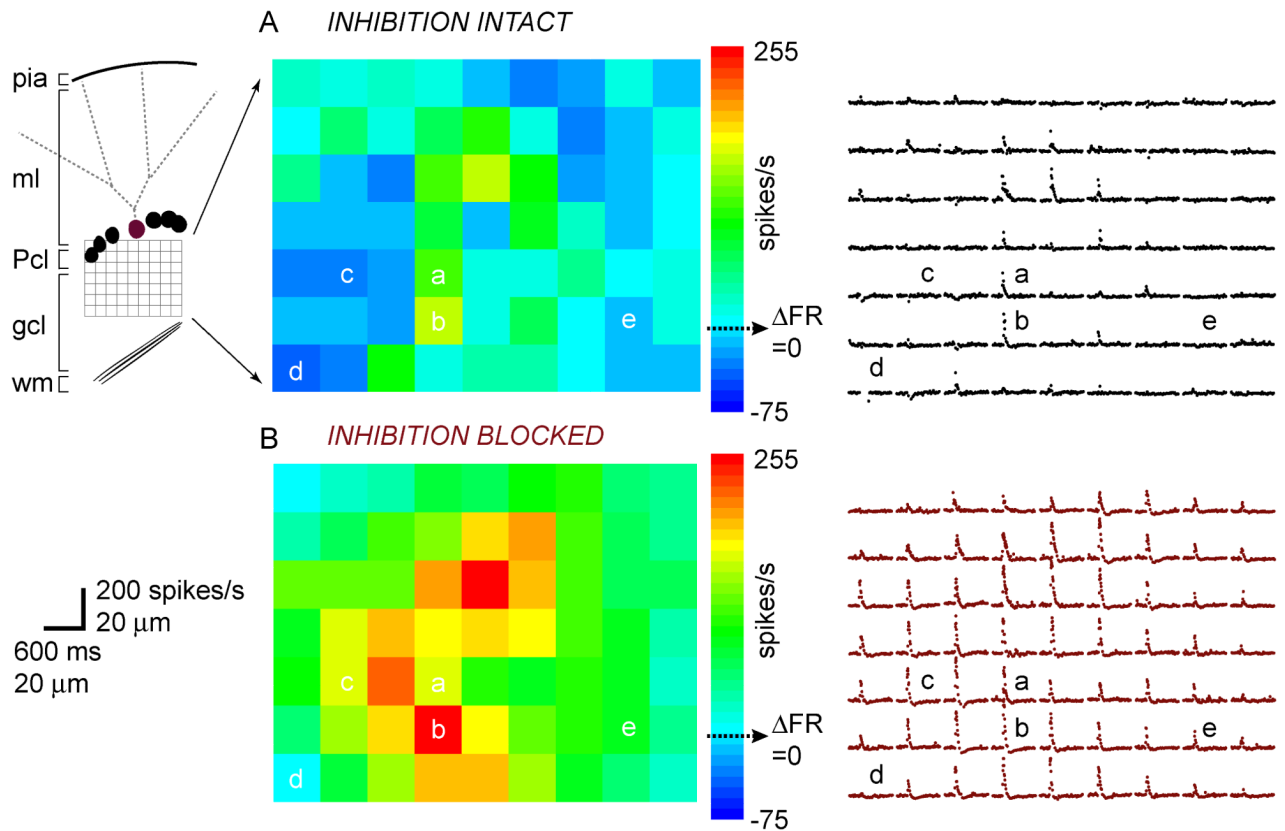 A INHIBITION INTACT
pia
ml
Pcl
gcl
wm
c
a
b
e
d
255
spikes/s
ΔFR
=0
-75
c
a
b
e
d
B INHIBITION BLOCKED
200 spikes/s
20 μm
600 ms
20 μm
c
a
b
e
d
255
spikes/s
ΔFR
=0
-75
c
a
b
e
d